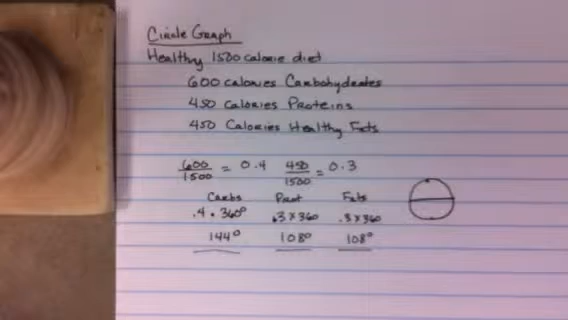 Circle Graph
Healthy 1500 calorie diet
600 calories Carbohydrates
450 calories Proteins
450 Calories Healthy Fats
600/1500 = 0.4 450/1500 = 0.3
Carbs Prot Fats
.4 • 360° .3 x 360 .3 x 360
144° 108° 108°